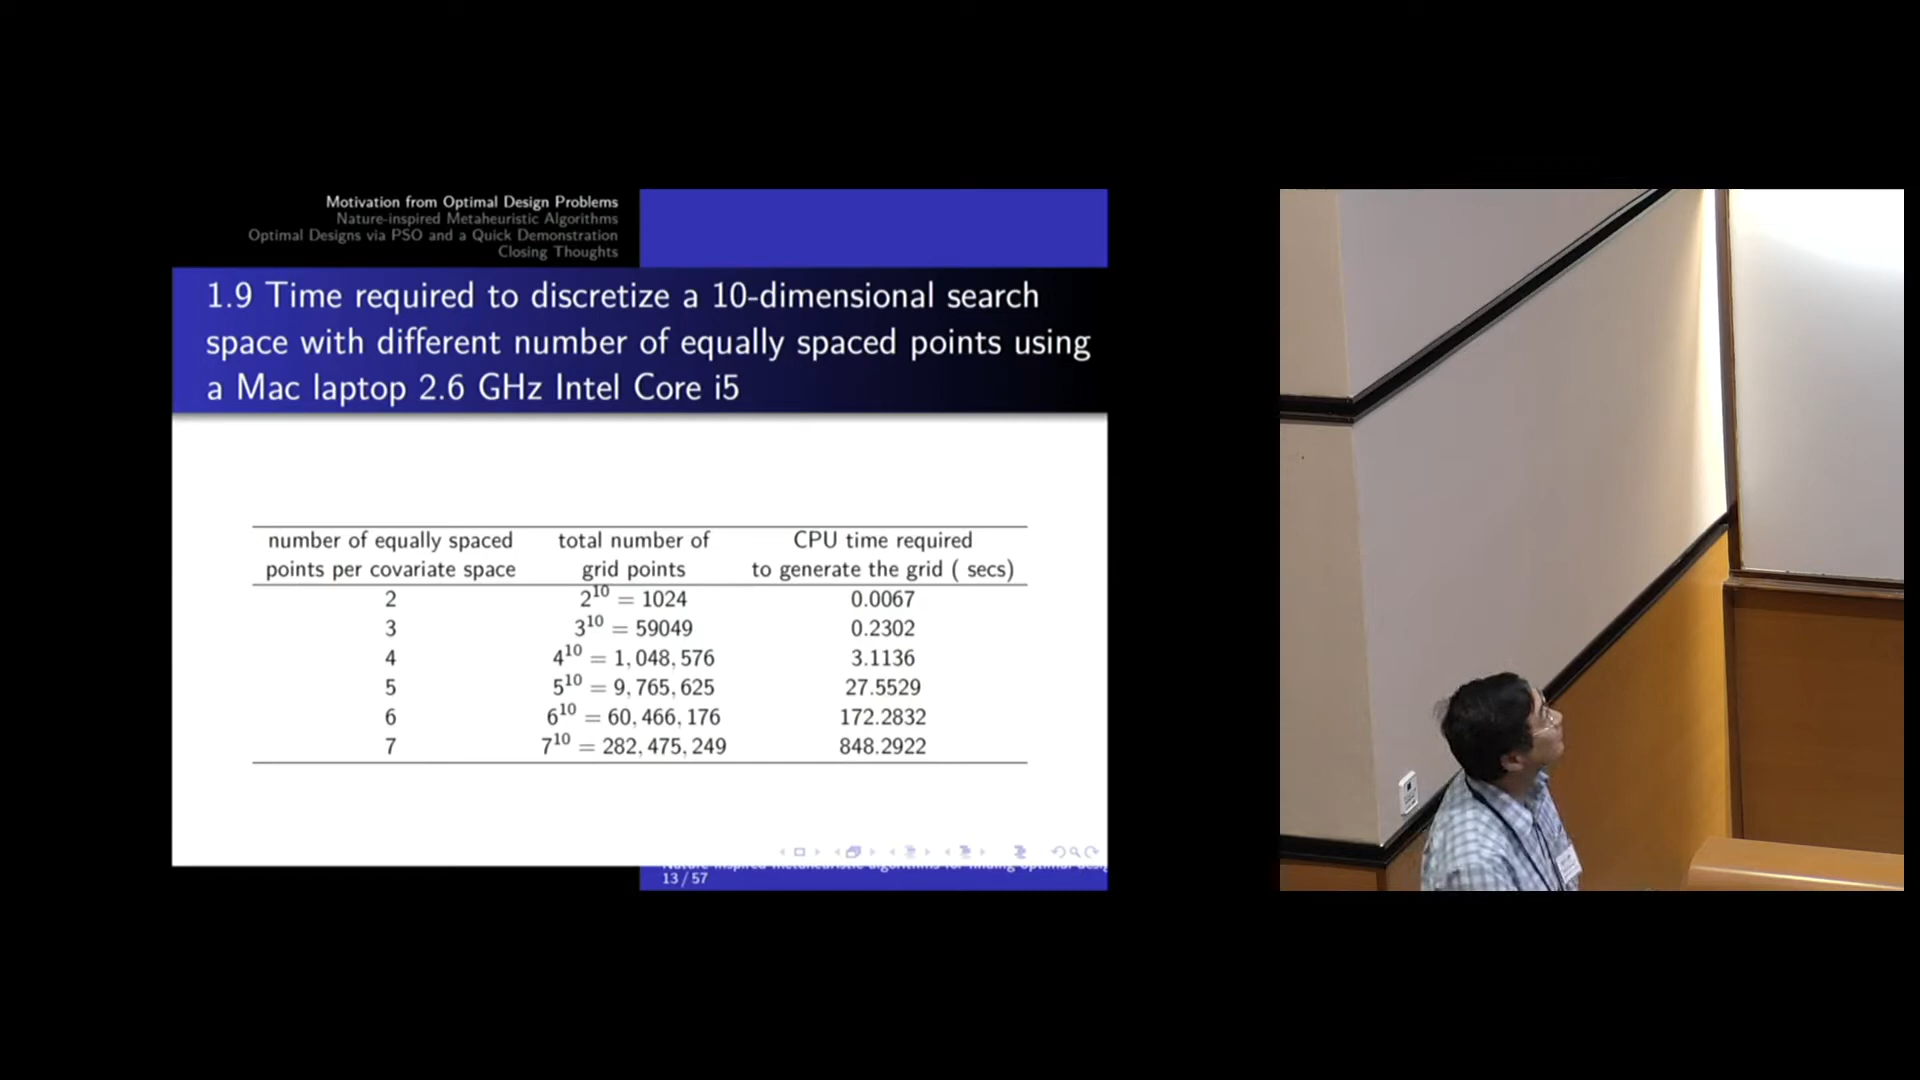 Motivation from Optimal Design Problems
Nature-inspired Metaheuristic Algorithms
Optimal Designs via PSO and a Quick Demonstration
Closing Thoughts
1.9 Time required to discretize a 10-dimensional search
space with different number of equally spaced points using
a Mac laptop 2.6 GHz Intel Core i5
number of equally spaced total number of CPU time required
points per covariate space grid points to generate the grid ( secs)
2 2^10 = 1024 0.0067
3 3^10 = 59049 0.2302
4 4^10 = 1, 048, 576 3.1136
5 5^10 = 9, 765, 625 27.5529
6 6^10 = 60, 466, 176 172.2832
7 7^10 = 282, 475, 249 848.2922
13 / 57